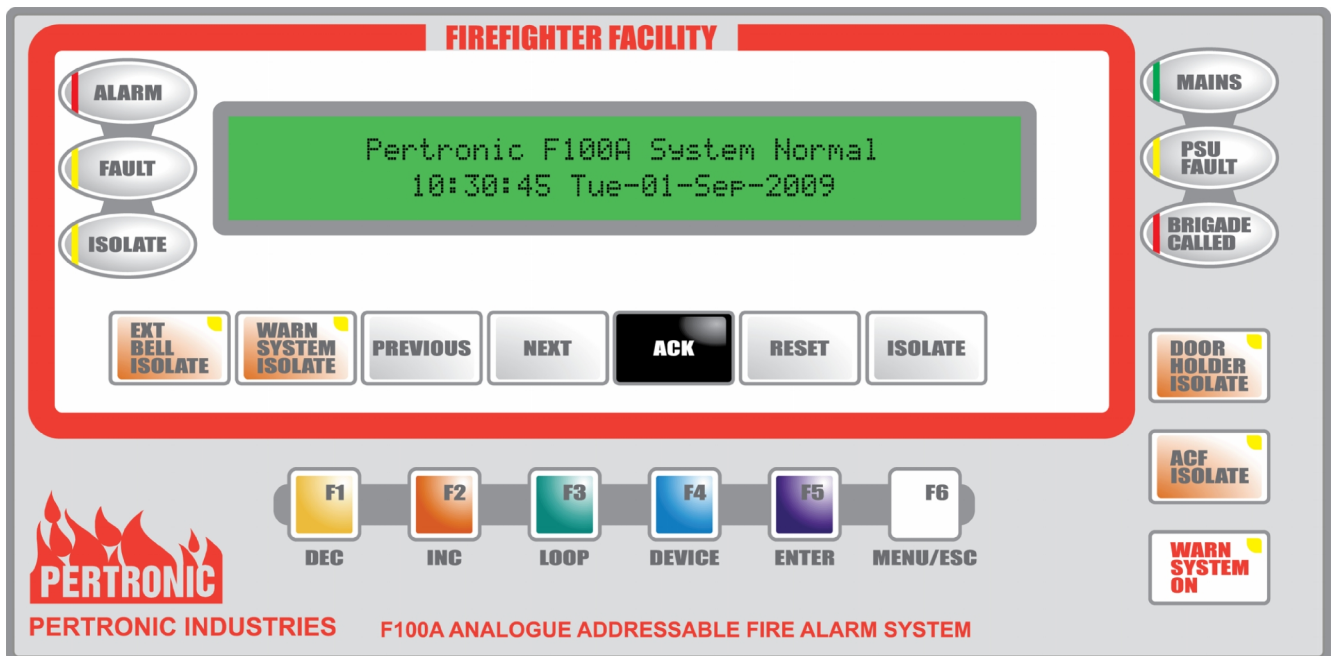 FIREFIGHTER FACILITY
ALARM
FAULT
ISOLATE
Pertronic F100A System Normal
10:30:45 Tue-01-Sep-2009
MAINS
PSU
FAULT
BRIGADE
CALLED
EXT
BELL
ISOLATE
WARN
SYSTEM
ISOLATE
PREVIOUS
NEXT
ACK
RESET
ISOLATE
DOOR
HOLDER
ISOLATE
ACF
ISOLATE
WARN
SYSTEM
ON
F1
F2
F3
F4
F5
F6
DEC
INC
LOOP
DEVICE
ENTER
MENU/ESC
PERTRONIC
PERTRONIC INDUSTRIES
F100A ANALOGUE ADDRESSABLE FIRE ALARM SYSTEM